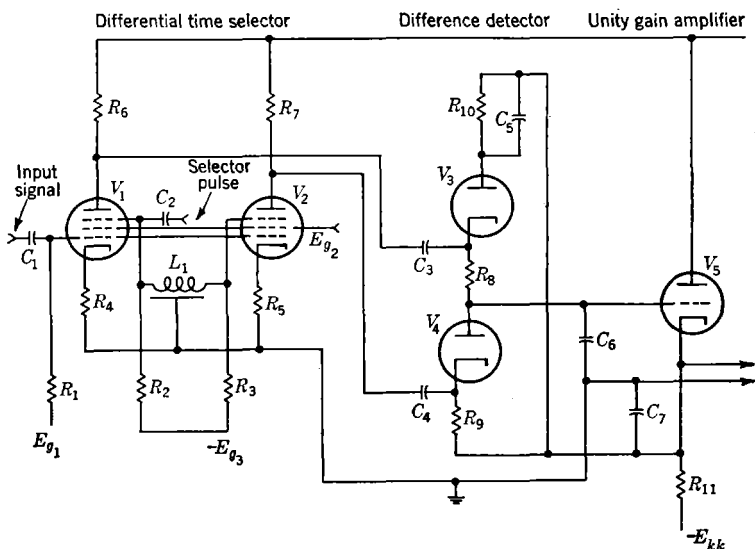 Differential time selector
Difference detector
Unity gain amplifier
R6
R7
R10
C5
Input signal
V1
C2
Selector pulse
V2
V3
Eg2
C1
L1
C3
R8
V5
R4
R5
V4
C6
R1
R2
R3
C4
R9
C7
Eg1
-Eg3
R11
-Ekk